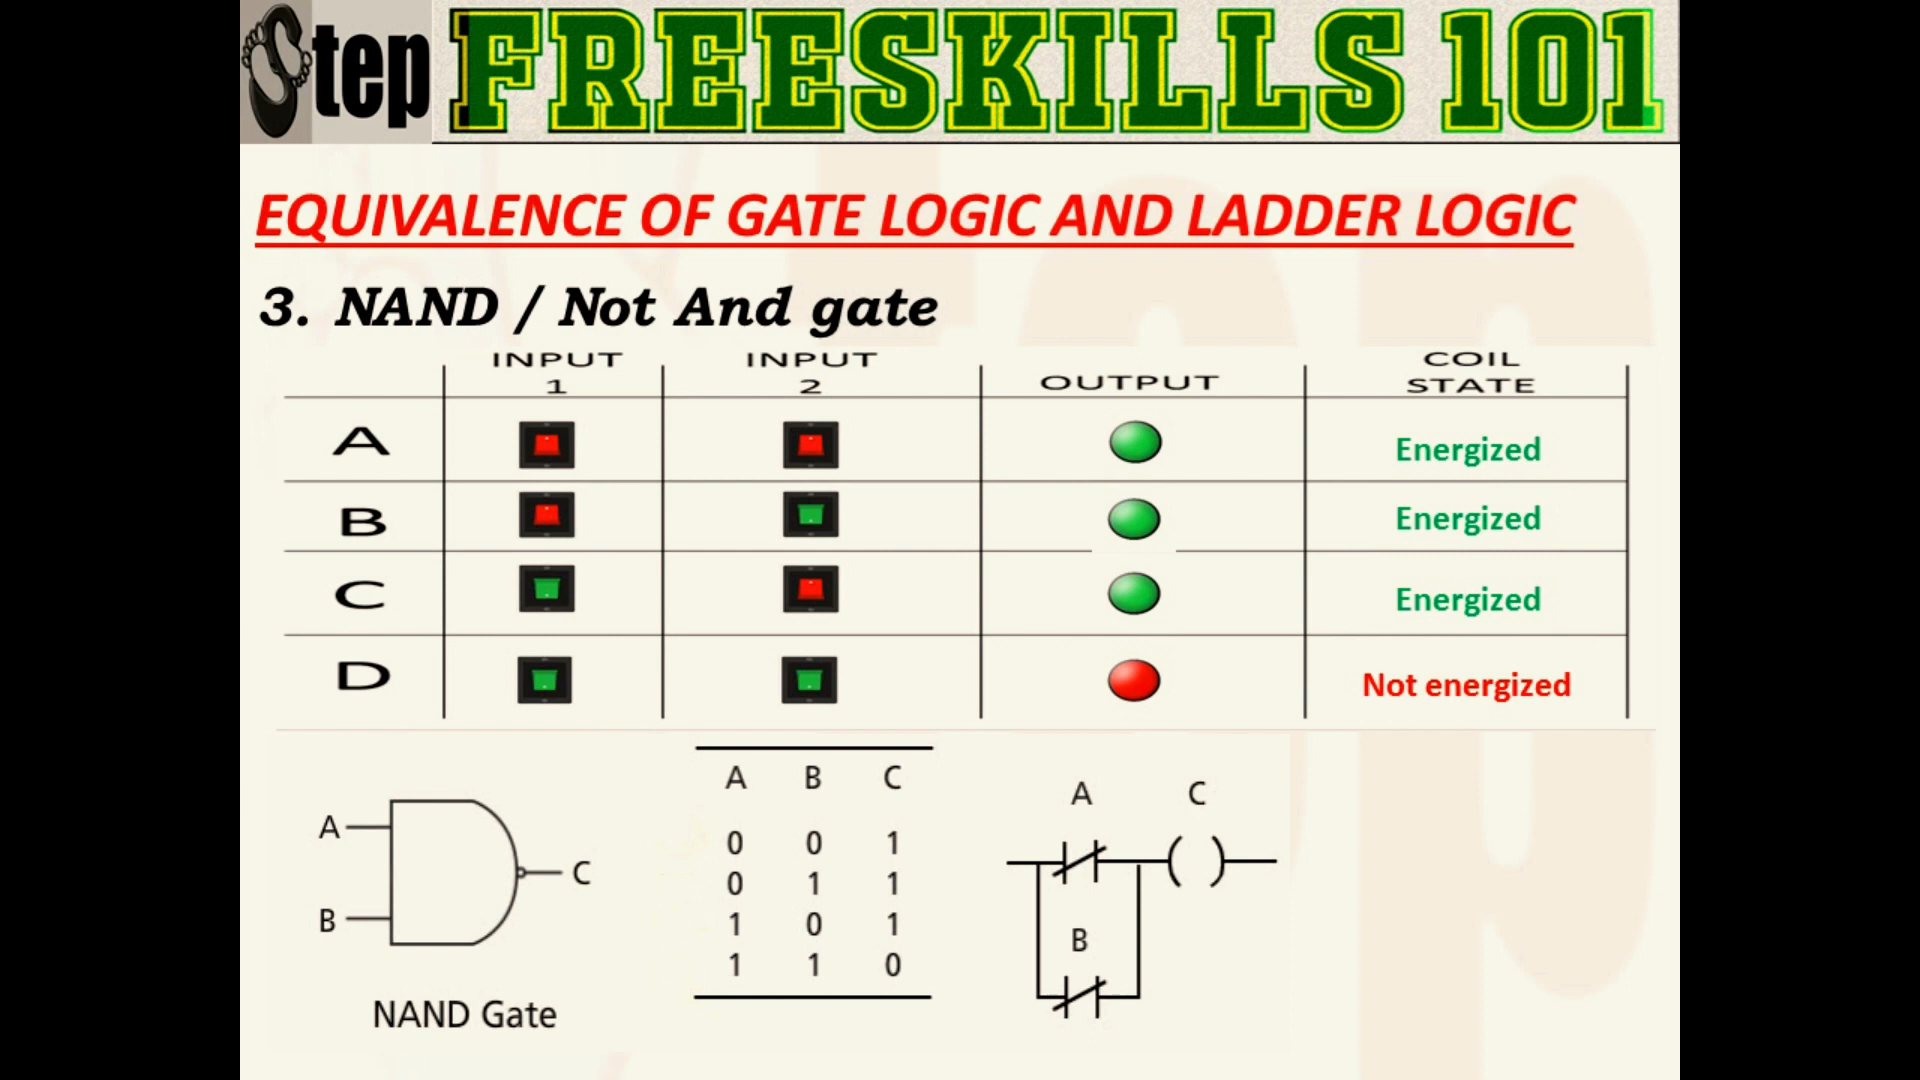 Step FREESKILLS 101
EQUIVALENCE OF GATE LOGIC AND LADDER LOGIC
3. NAND / Not And gate
INPUT 1 INPUT 2 OUTPUT COIL STATE
A Energized
B Energized
C Energized
D Not energized
A B C
0 0 1
0 1 1
1 0 1
1 1 0
A
B
C
NAND Gate
A C
B